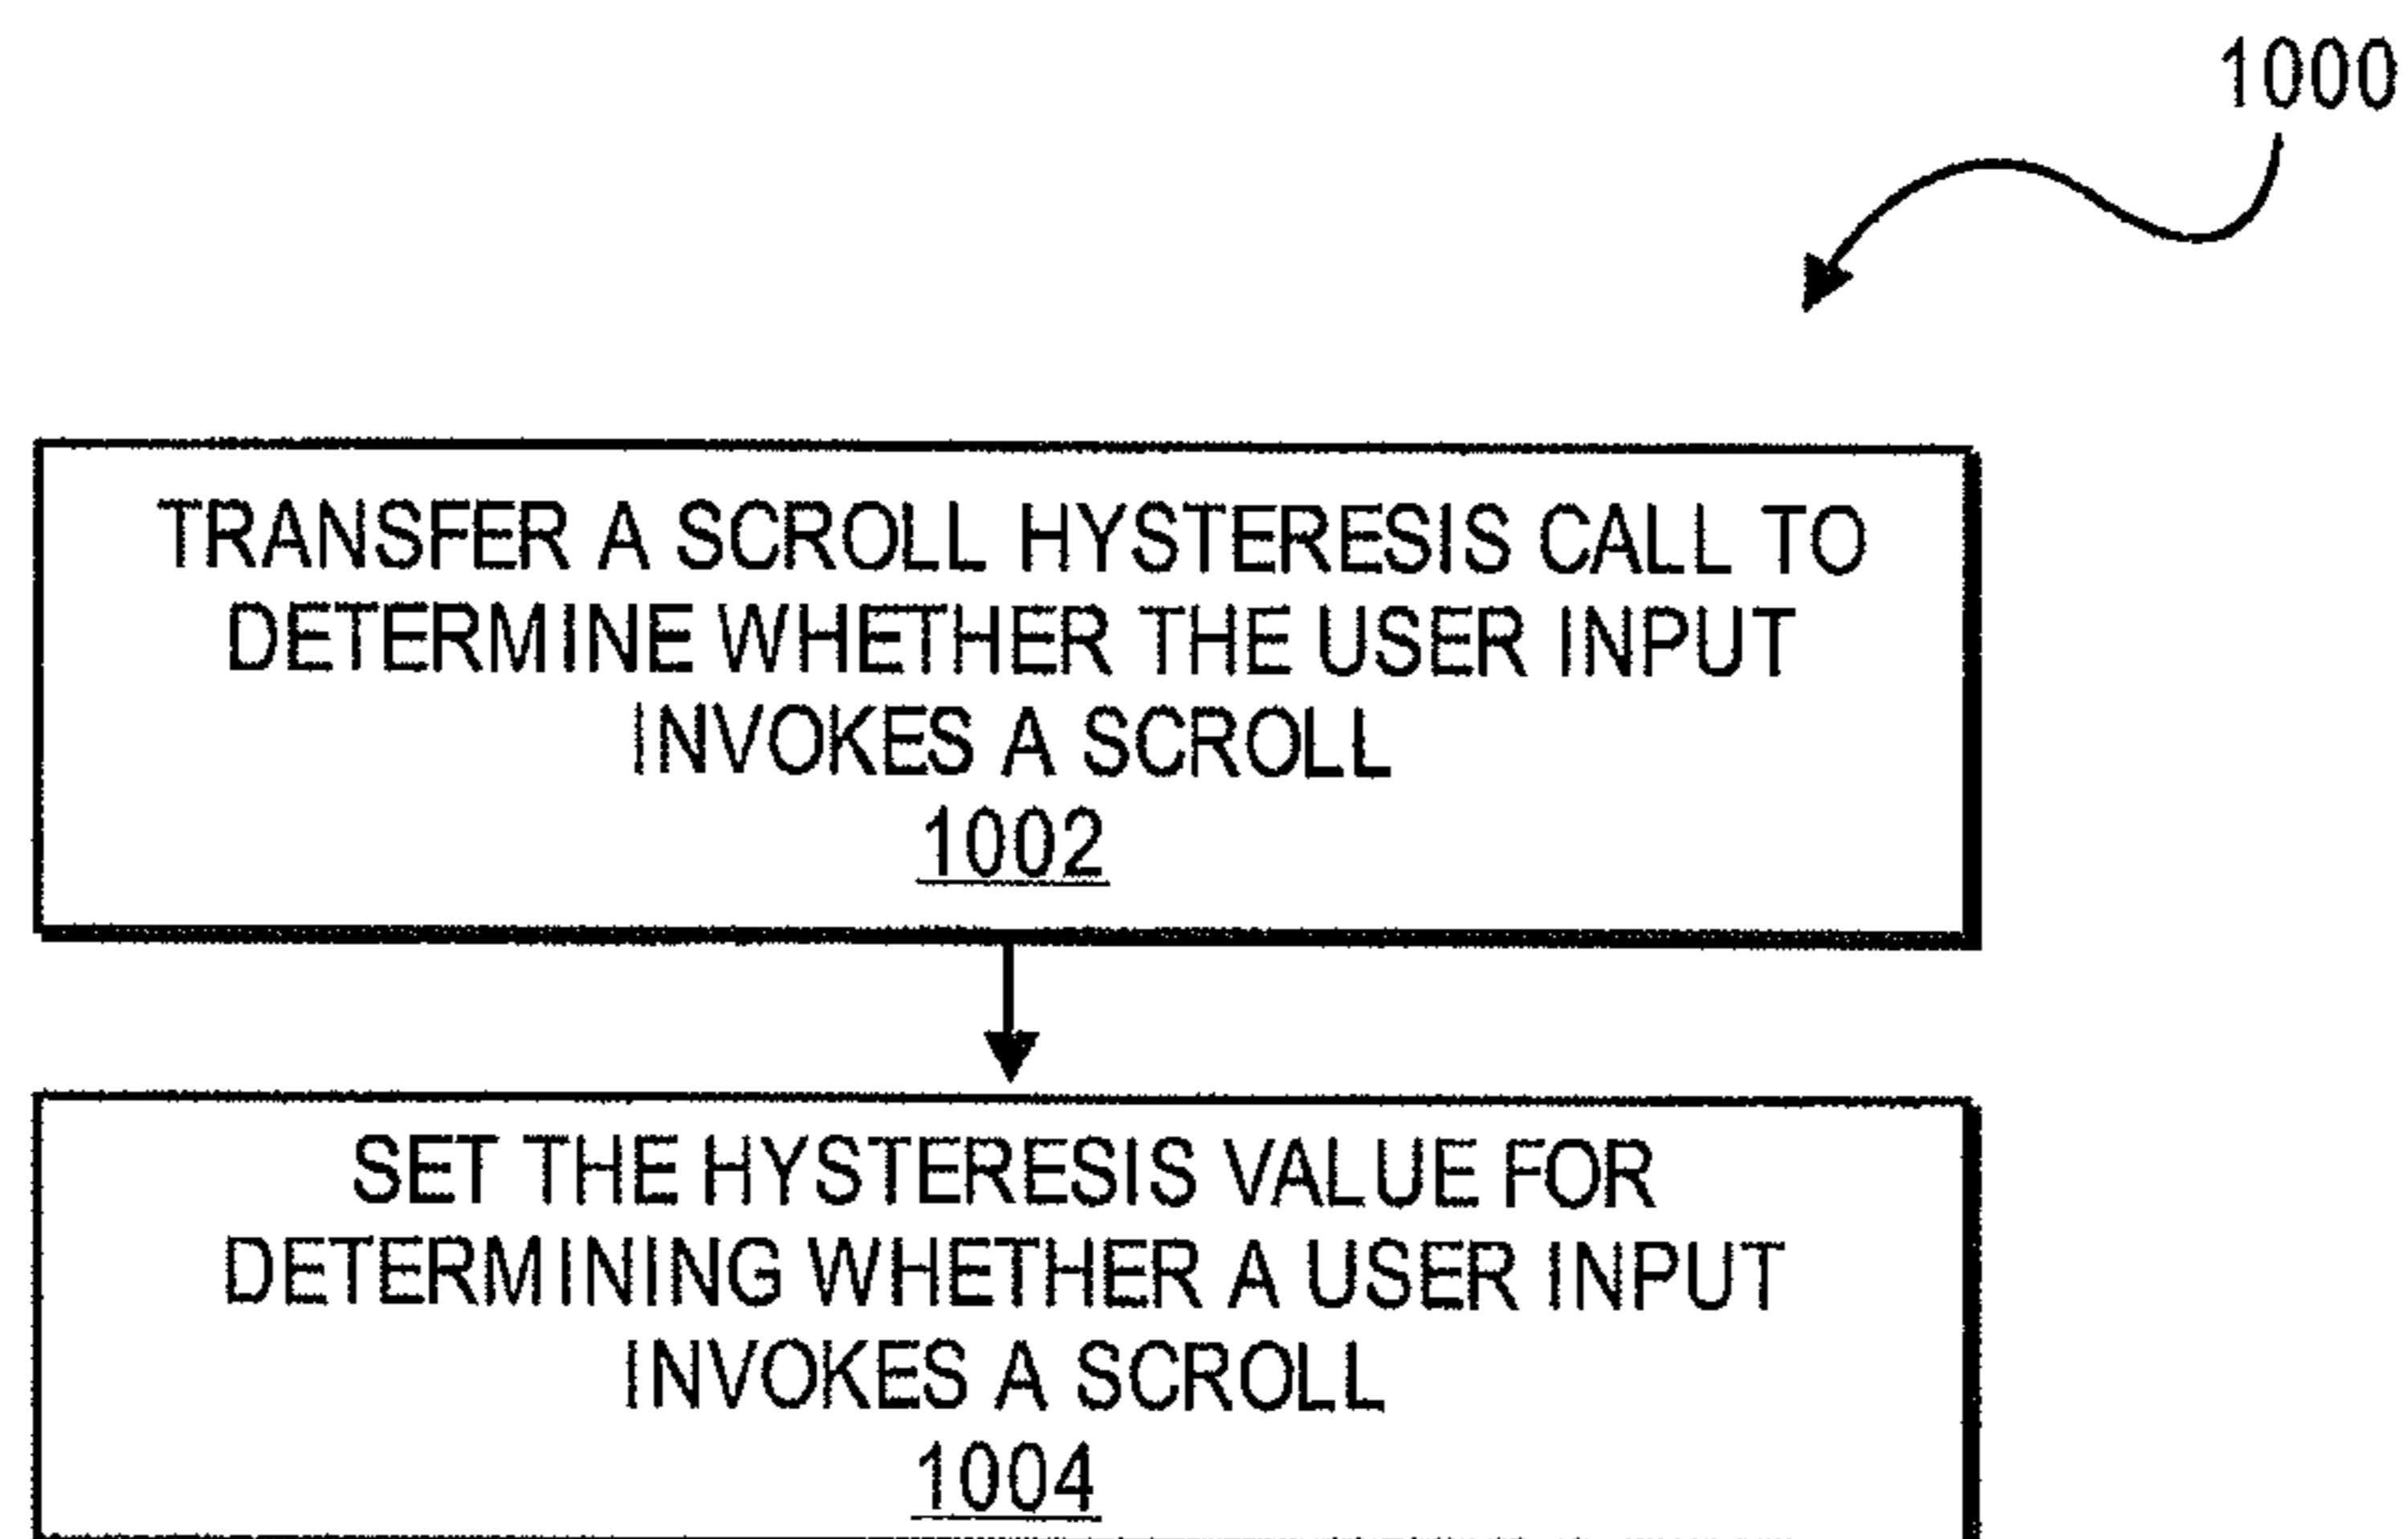 1000
TRANSFER A SCROLL HYSTERESIS CALL TO
DETERMINE WHETHER THE USER INPUT
INVOKES A SCROLL
1002
SET THE HYSTERESIS VALUE FOR
DETERMINING WHETHER A USER INPUT
INVOKES A SCROLL
1004